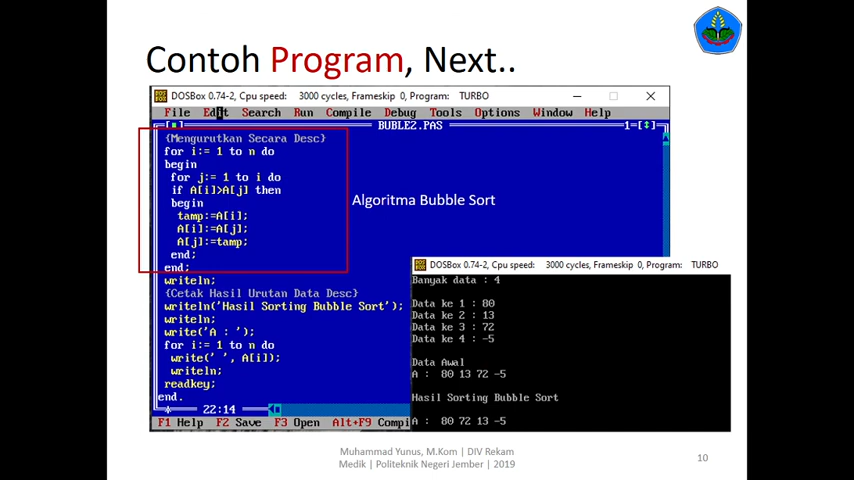 Contoh Program, Next..
DOSBox 0.74-2, Cpu speed: 3000 cycles, Frameskip 0, Program: TURBO
File Edit Search Run Compile Debug Tools Options Window Help
BUBLE2.PAS 1=[↕]
{Mengurutkan Secara Desc}
for i:= 1 to n do
begin
for j:= 1 to i do
if A[i]>A[j] then
begin
tamp:=A[i];
A[i]:=A[j];
A[j]:=tamp;
end;
end;
writeln;
{Cetak Hasil Urutan Data Desc}
writeln('Hasil Sorting Bubble Sort');
writeln;
write('A : ');
for i:= 1 to n do
write(' ', A[i]);
writeln;
readkey;
end.
22:14
F1 Help F2 Save F3 Open Alt+F9 Compi
Algoritma Bubble Sort
DOSBox 0.74-2, Cpu speed: 3000 cycles, Frameskip 0, Program: TURBO
Banyak data : 4
Data ke 1 : 80
Data ke 2 : 13
Data ke 3 : 72
Data ke 4 : -5
Data Awal
A : 80 13 72 -5
Hasil Sorting Bubble Sort
A : 80 72 13 -5
Muhammad Yunus, M.Kom | DIV Rekam
Medik | Politeknik Negeri Jember | 2019
10